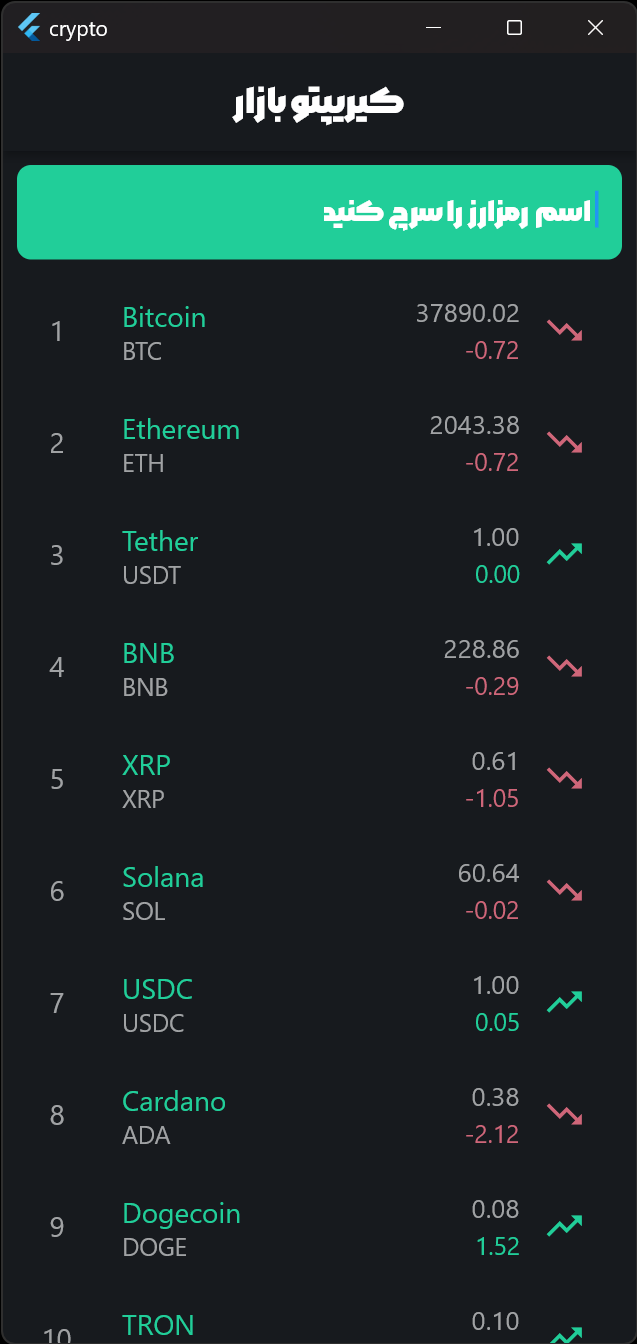 crypto
کیریپتو بازار
اسم رمزارز را سرچ کنید
1
Bitcoin
BTC
37890.02
-0.72
2
Ethereum
ETH
2043.38
-0.72
3
Tether
USDT
1.00
0.00
4
BNB
BNB
228.86
-0.29
5
XRP
XRP
0.61
-1.05
6
Solana
SOL
60.64
-0.02
7
USDC
USDC
1.00
0.05
8
Cardano
ADA
0.38
-2.12
9
Dogecoin
DOGE
0.08
1.52
10
TRON
0.10